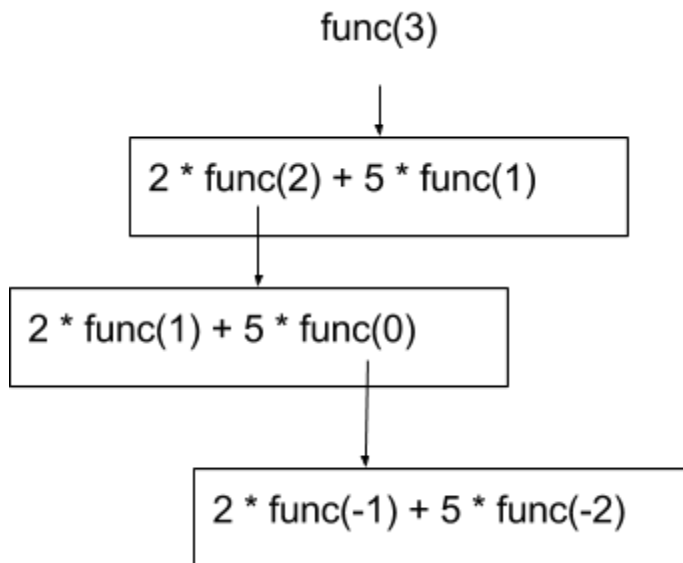 func(3)
2 * func(2) + 5 * func(1)
2 * func(1) + 5 * func(0)
2 * func(-1) + 5 * func(-2)